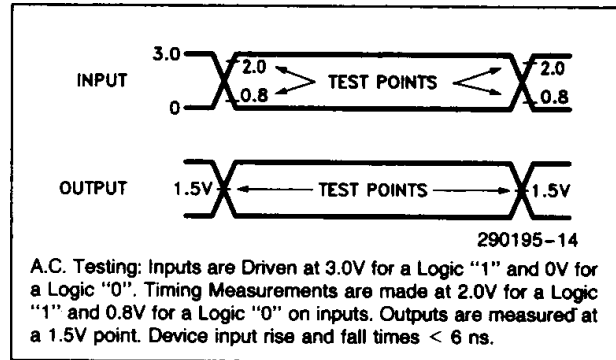 3.0
INPUT
0
2.0
0.8
TEST POINTS
2.0
0.8
OUTPUT
1.5V
TEST POINTS
1.5V
290195-14
A.C. Testing: Inputs are Driven at 3.0V for a Logic "1" and 0V for
a Logic "0". Timing Measurements are made at 2.0V for a Logic
"1" and 0.8V for a Logic "0" on inputs. Outputs are measured at
a 1.5V point. Device input rise and fall times < 6 ns.